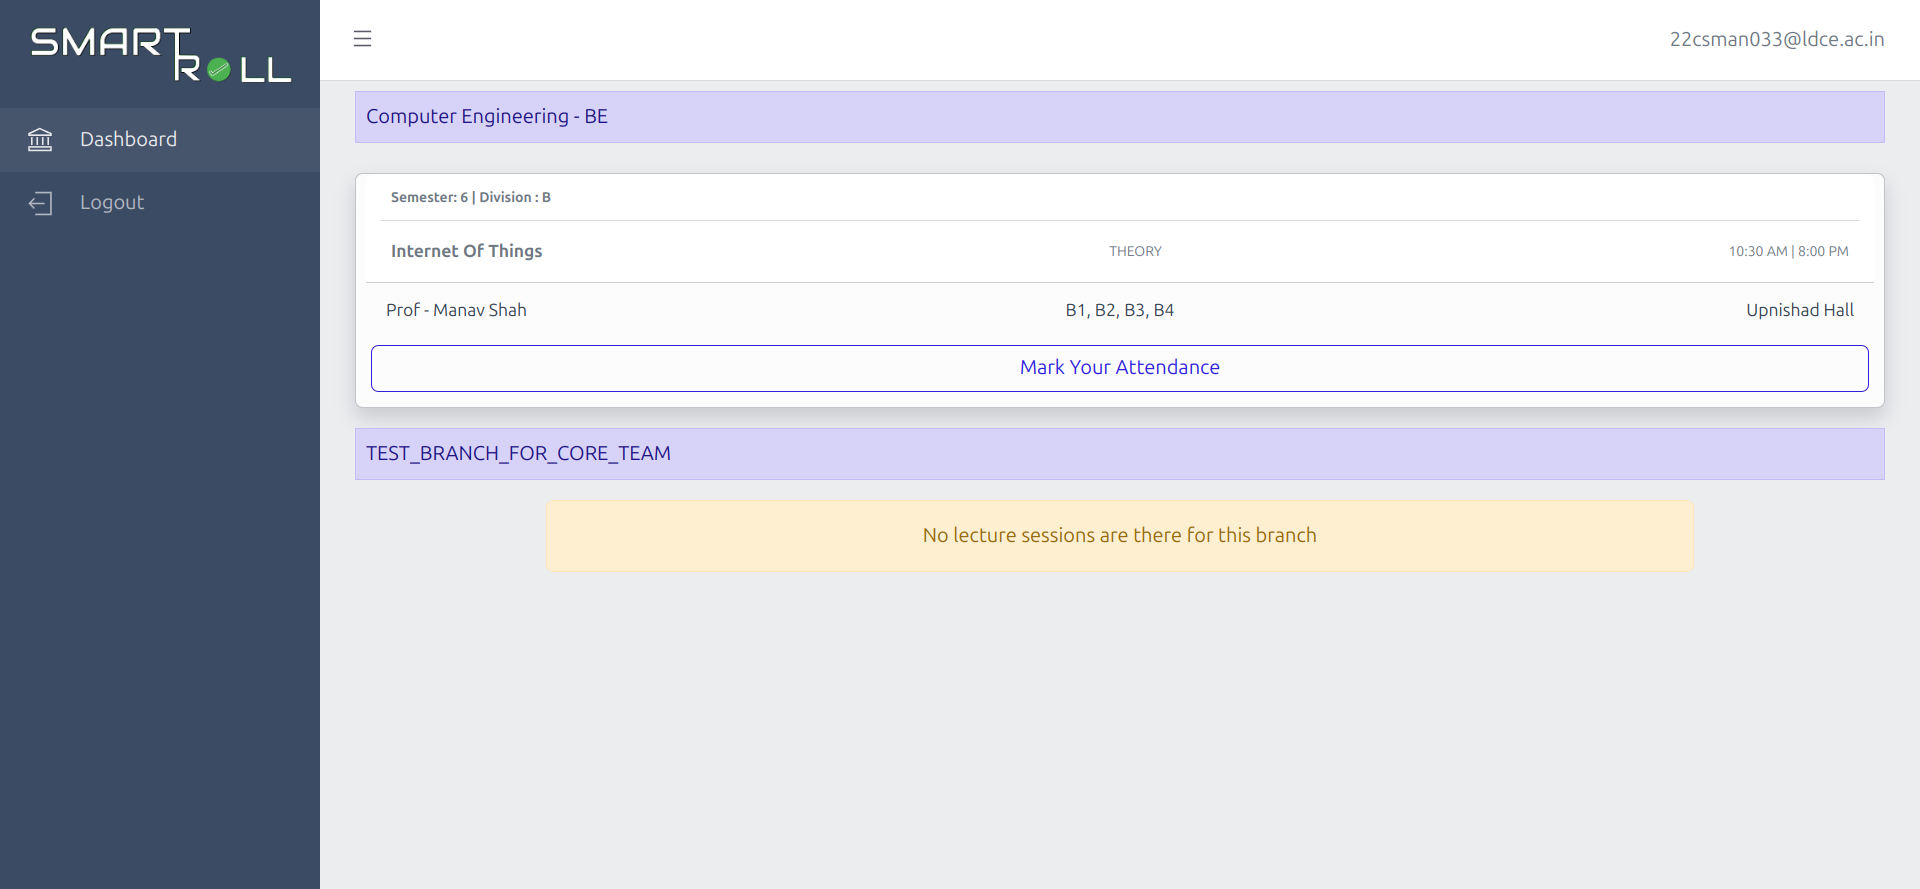 SMART
ROLL
22csman033@ldce.ac.in
Dashboard
Logout
Computer Engineering - BE
Semester: 6 | Division : B
Internet Of Things THEORY 10:30 AM | 8:00 PM
Prof - Manav Shah B1, B2, B3, B4 Upnishad Hall
Mark Your Attendance
TEST_BRANCH_FOR_CORE_TEAM
No lecture sessions are there for this branch